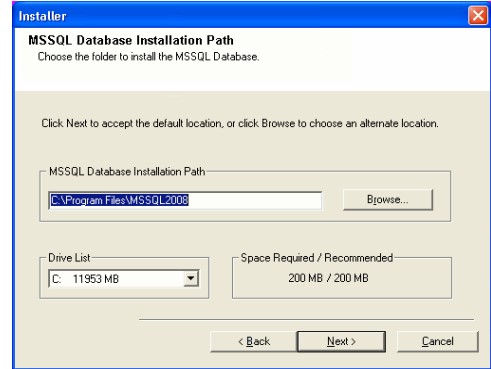 Installer
MSSQL Database Installation Path
Choose the folder to install the MSSQL Database.
Click Next to accept the default location, or click Browse to choose an alternate location.
MSSQL Database Installation Path
C:\Program Files\MSSQL2008
Browse...
Drive List
C: 11953 MB
Space Required / Recommended
200 MB / 200 MB
< Back
Next >
Cancel